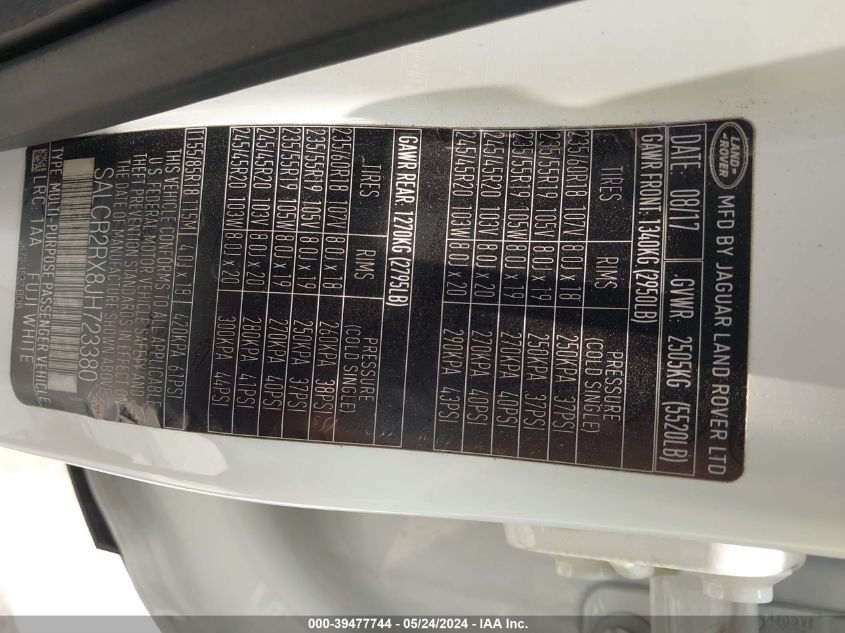 LAND ROVER
MFD BY JAGUAR LAND ROVER LTD
DATE: 08/17 GVWR: 2505KG (5520LB)
GAWR FRONT: 1340KG (2950LB)
TIRES RIMS PRESSURE (COLD SINGLE)
235/60R18 107V 8.0J x 18 250KPA 37PSI
235/55R19 105V 8.0J x 19 250KPA 37PSI
235/55R19 105W 8.0J x 19 270KPA 40PSI
245/45R20 103V 8.0J x 20 270KPA 40PSI
245/45R20 103W 8.0J x 20 290KPA 43PSI
GAWR REAR: 1270KG (2795LB)
TIRES RIMS PRESSURE (COLD SINGLE)
235/60R18 107V 8.0J x 18 260KPA 38PSI
235/55R19 105V 8.0J x 19 250KPA 37PSI
235/55R19 105W 8.0J x 19 270KPA 40PSI
245/45R20 103V 8.0J x 20 280KPA 41PSI
245/45R20 103W 8.0J x 20 300KPA 44PSI
T155/85R18 115M 4.0J x 18 420KPA 61PSI
THIS VEHICLE CONFORMS TO ALL APPLICABLE
U.S. FEDERAL MOTOR VEHICLE SAFETY AND
THEFT PREVENTION STANDARDS IN EFFECT ON
THE DATE OF MANUFACTURE SHOWN ABOVE
SALCR2RX8JH723380
TYPE: MULTI-PURPOSE PASSENGER VEHICLE
LRC 1AA FUJI WHITE
000-39477744 - 05/24/2024 - IAA Inc.